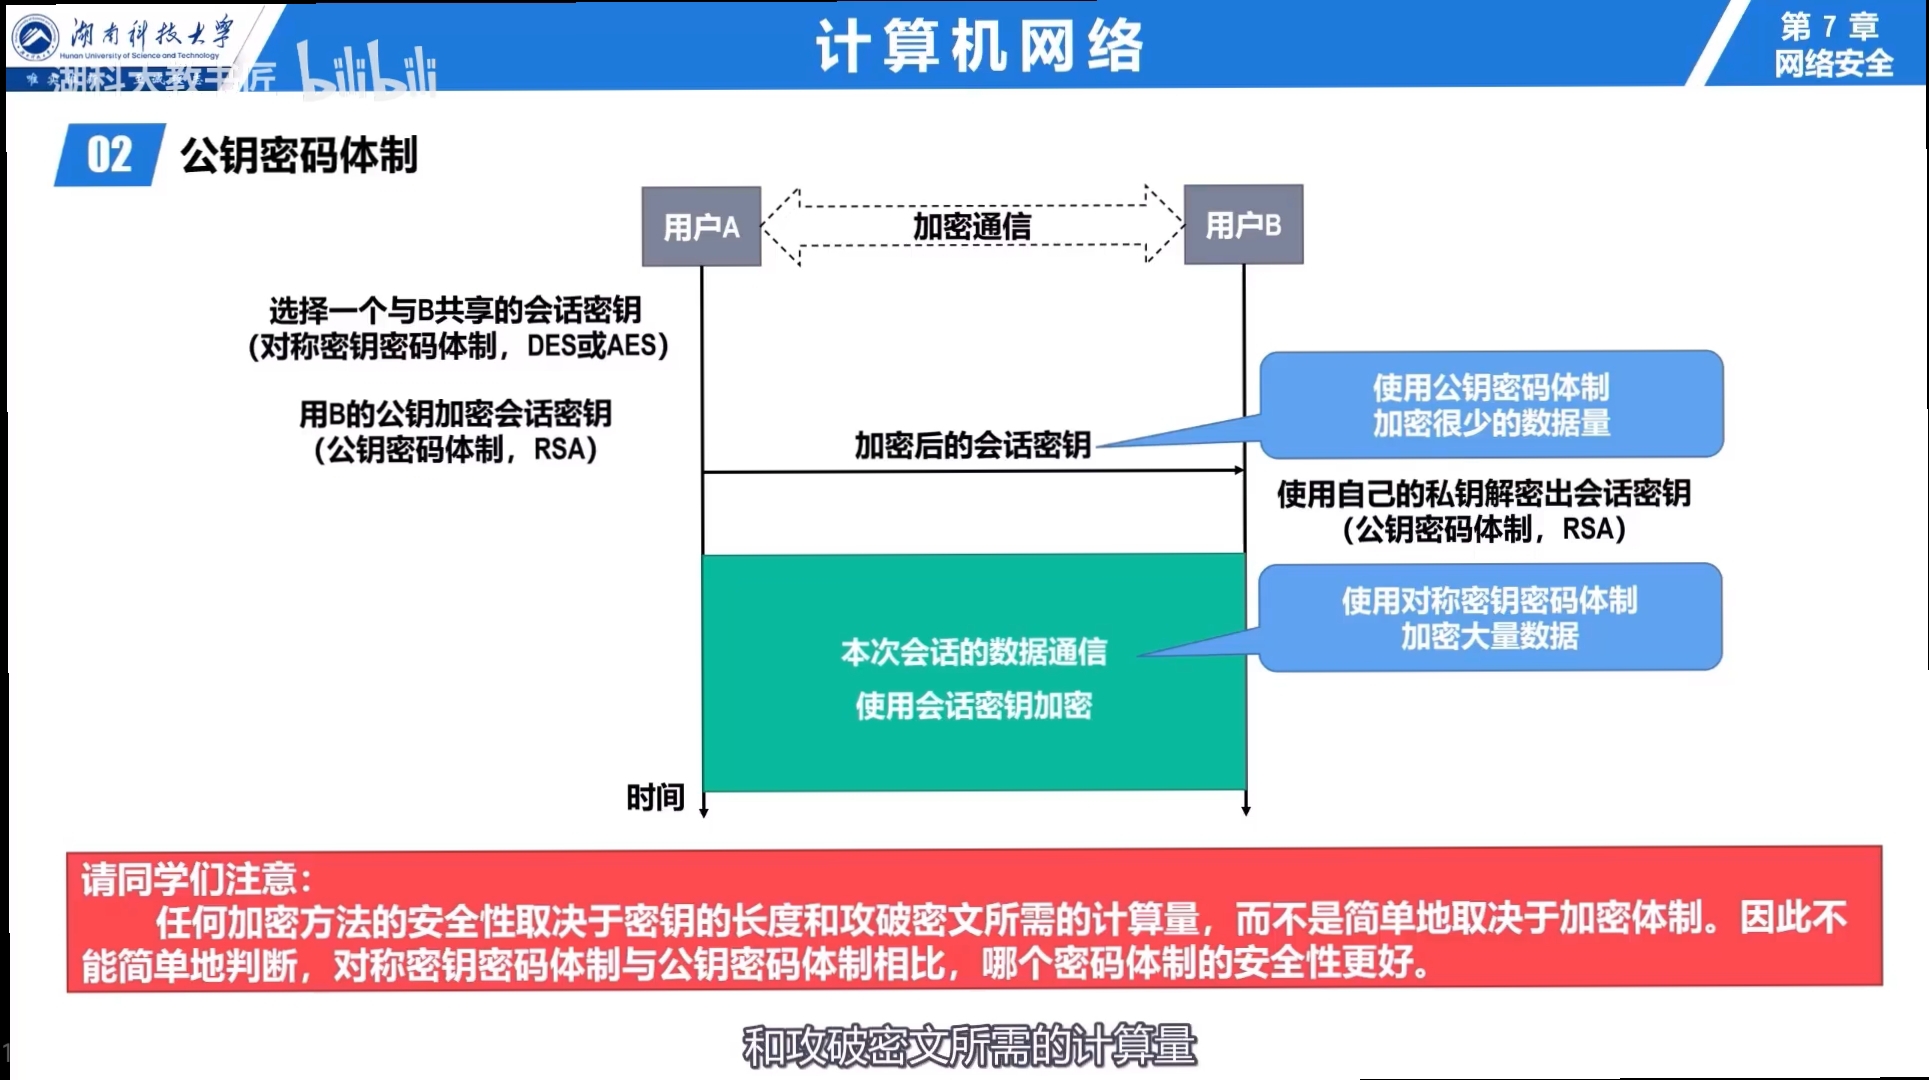 湖南科技大学
Hunan University of Science and Technology
湖科大教书匠 bilibili
计算机网络
第 7 章
网络安全
02 公钥密码体制
用户A
加密通信
用户B
选择一个与B共享的会话密钥
（对称密钥密码体制，DES或AES）
用B的公钥加密会话密钥
（公钥密码体制，RSA）
加密后的会话密钥
使用公钥密码体制
加密很少的数据量
使用自己的私钥解密出会话密钥
（公钥密码体制，RSA）
使用对称密钥密码体制
加密大量数据
本次会话的数据通信
使用会话密钥加密
时间
请同学们注意：
任何加密方法的安全性取决于密钥的长度和攻破密文所需的计算量，而不是简单地取决于加密体制。因此不
能简单地判断，对称密钥密码体制与公钥密码体制相比，哪个密码体制的安全性更好。
和攻破密文所需的计算量